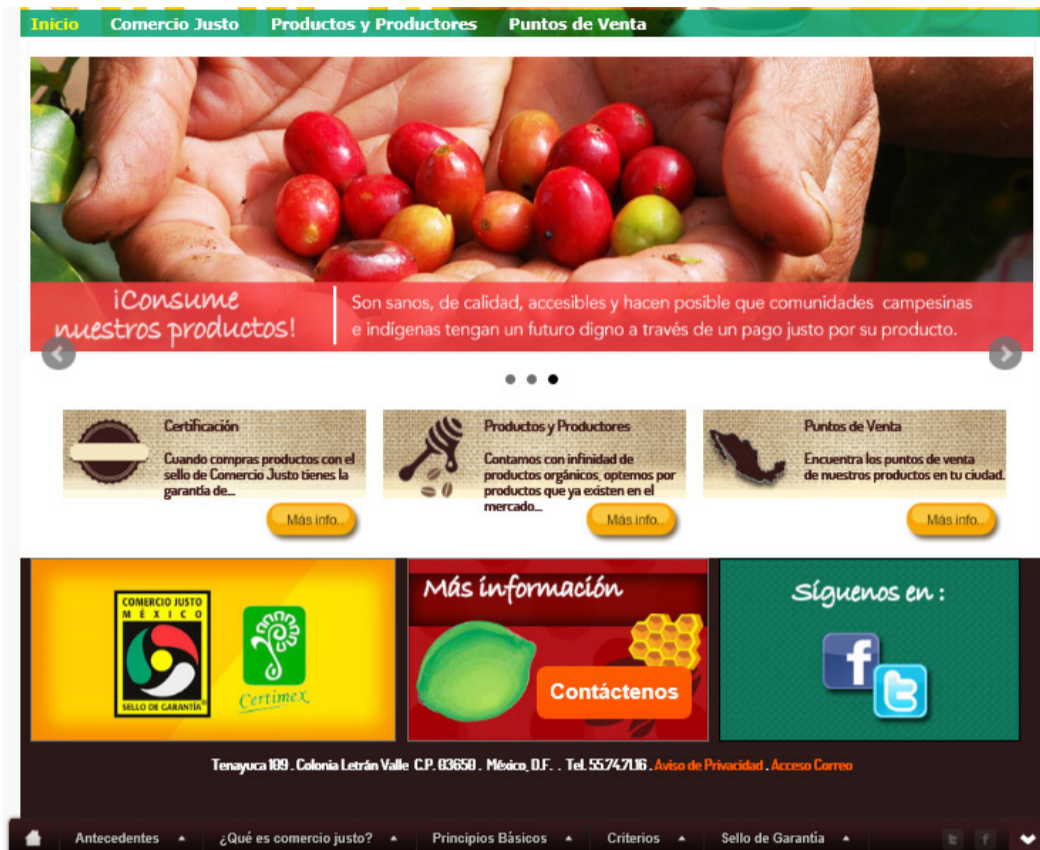 Inicio Comercio Justo Productos y Productores Puntos de Venta
¡Consume
nuestros productos!
Son sanos, de calidad, accesibles y hacen posible que comunidades campesinas
e indígenas tengan un futuro digno a través de un pago justo por su producto.
Certificación
Cuando compras productos con el
sello de Comercio Justo tienes la
garantía de...
Más info..
Productos y Productores
Contamos con infinidad de
productos orgánicos, optemos por
productos que ya existen en el
mercado...
Más info..
Puntos de Venta
Encuentra los puntos de venta
de nuestros productos en tu ciudad.
Más info..
COMERCIO JUSTO
MÉXICO
SELLO DE GARANTÍA
Certimex
Más información
Contáctenos
Síguenos en :
Tenayuca 109 . Colonia Letrán Valle C.P. 03650 . México, D.F. . Tel. 55.74.71.16 . Aviso de Privacidad . Acceso Correo
Antecedentes ¿Qué es comercio justo? Principios Básicos Criterios Sello de Garantía